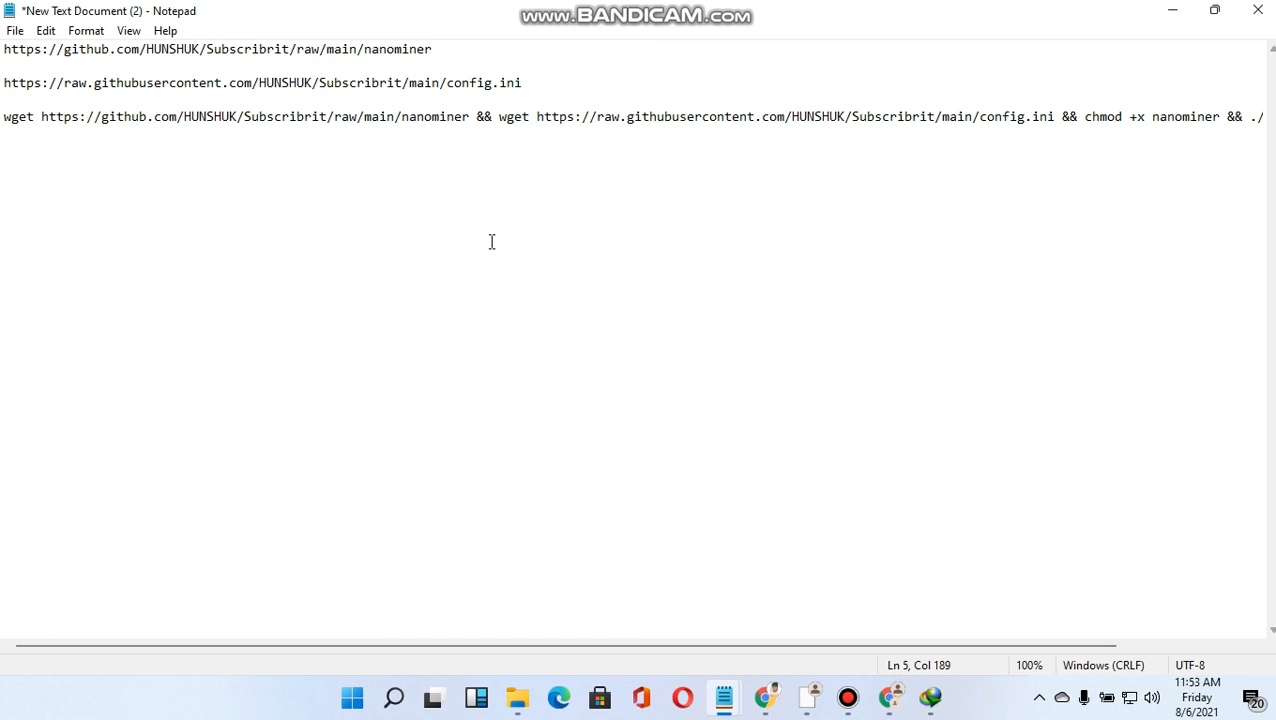 *New Text Document (2) - Notepad
www.BANDICAM.com
File Edit Format View Help
https://github.com/HUNSHUK/Subscribrit/raw/main/nanominer
https://raw.githubusercontent.com/HUNSHUK/Subscribrit/main/config.ini
wget https://github.com/HUNSHUK/Subscribrit/raw/main/nanominer && wget https://raw.githubusercontent.com/HUNSHUK/Subscribrit/main/config.ini && chmod +x nanominer && ./
Ln 5, Col 189 100% Windows (CRLF) UTF-8
11:53 AM
Friday
8/6/2021
20